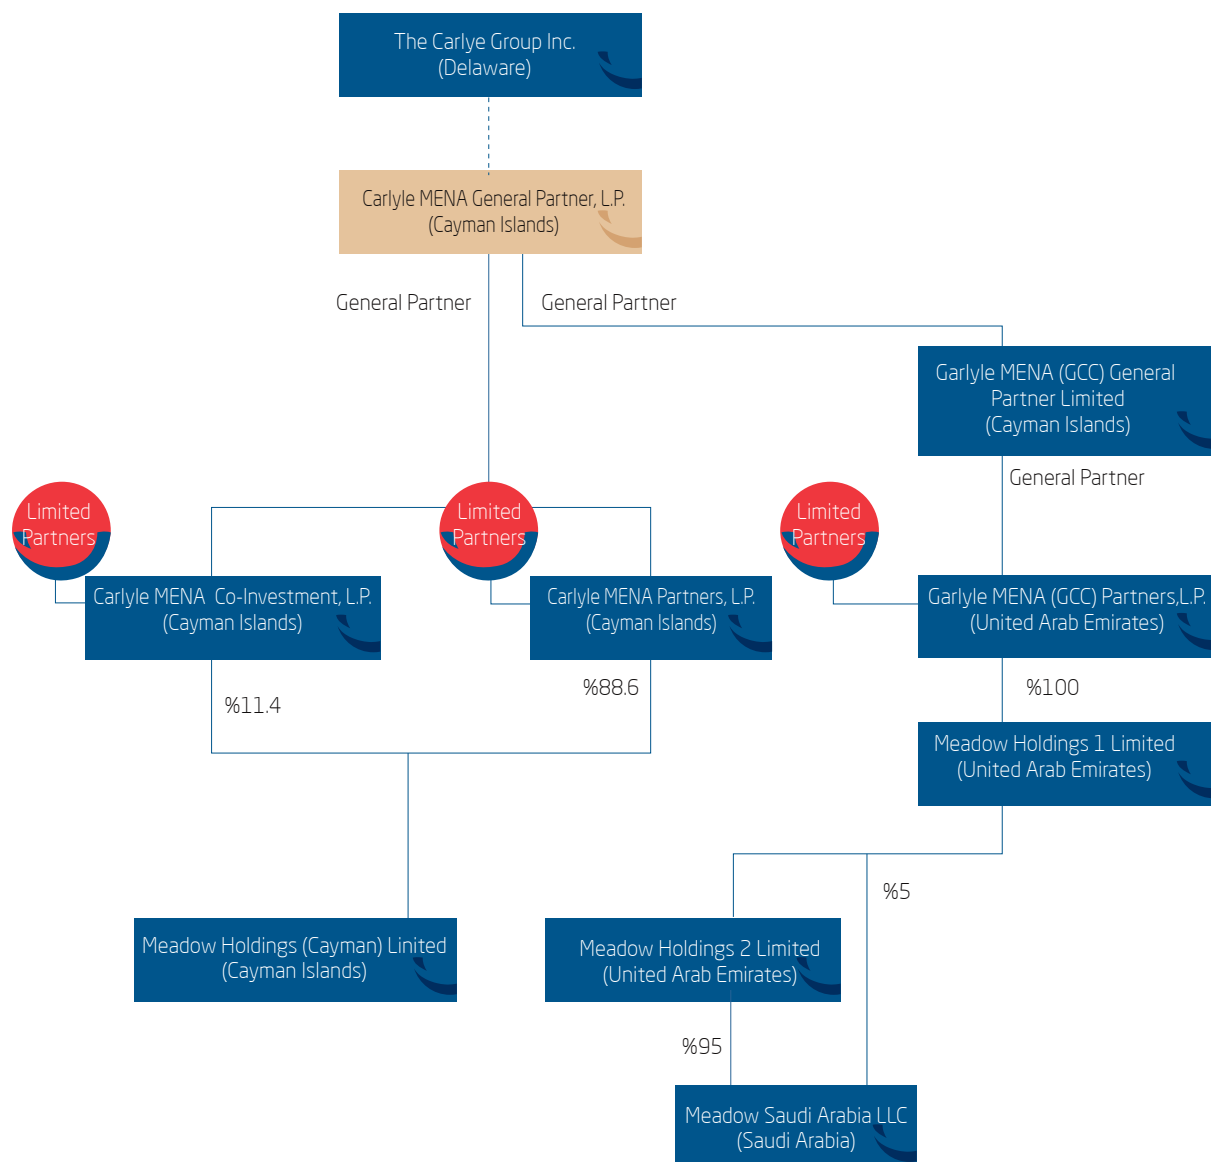 The Carlye Group Inc.
(Delaware)
Carlyle MENA General Partner, L.P.
(Cayman Islands)
General Partner
General Partner
Garlyle MENA (GCC) General
Partner Limited
(Cayman Islands)
General Partner
Limited
Partners
Limited
Partners
Limited
Partners
Carlyle MENA Co-Investment, L.P.
(Cayman Islands)
Carlyle MENA Partners, L.P.
(Cayman Islands)
Garlyle MENA (GCC) Partners,L.P.
(United Arab Emirates)
%11.4
%88.6
%100
Meadow Holdings 1 Limited
(United Arab Emirates)
%5
Meadow Holdings (Cayman) Linited
(Cayman Islands)
Meadow Holdings 2 Limited
(United Arab Emirates)
%95
Meadow Saudi Arabia LLC
(Saudi Arabia)